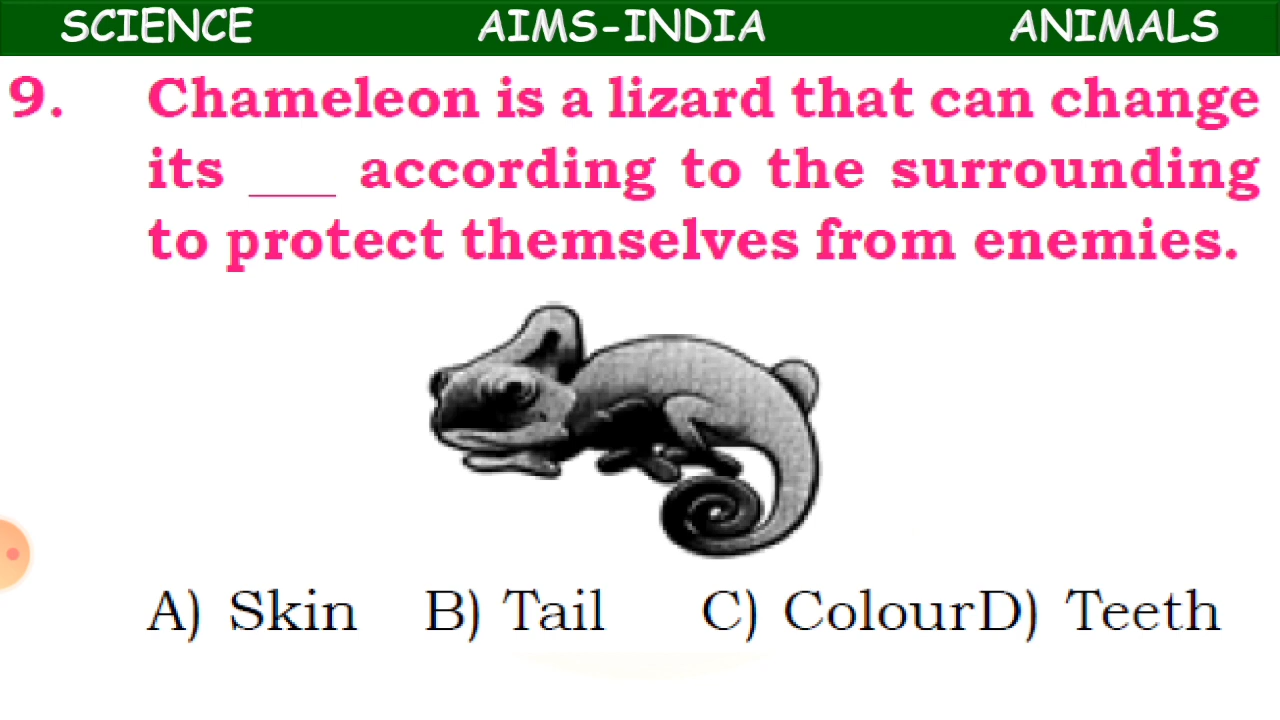 SCIENCE AIMS-INDIA ANIMALS
9. Chameleon is a lizard that can change
its ___ according to the surrounding
to protect themselves from enemies.
A) Skin B) Tail C) Colour D) Teeth